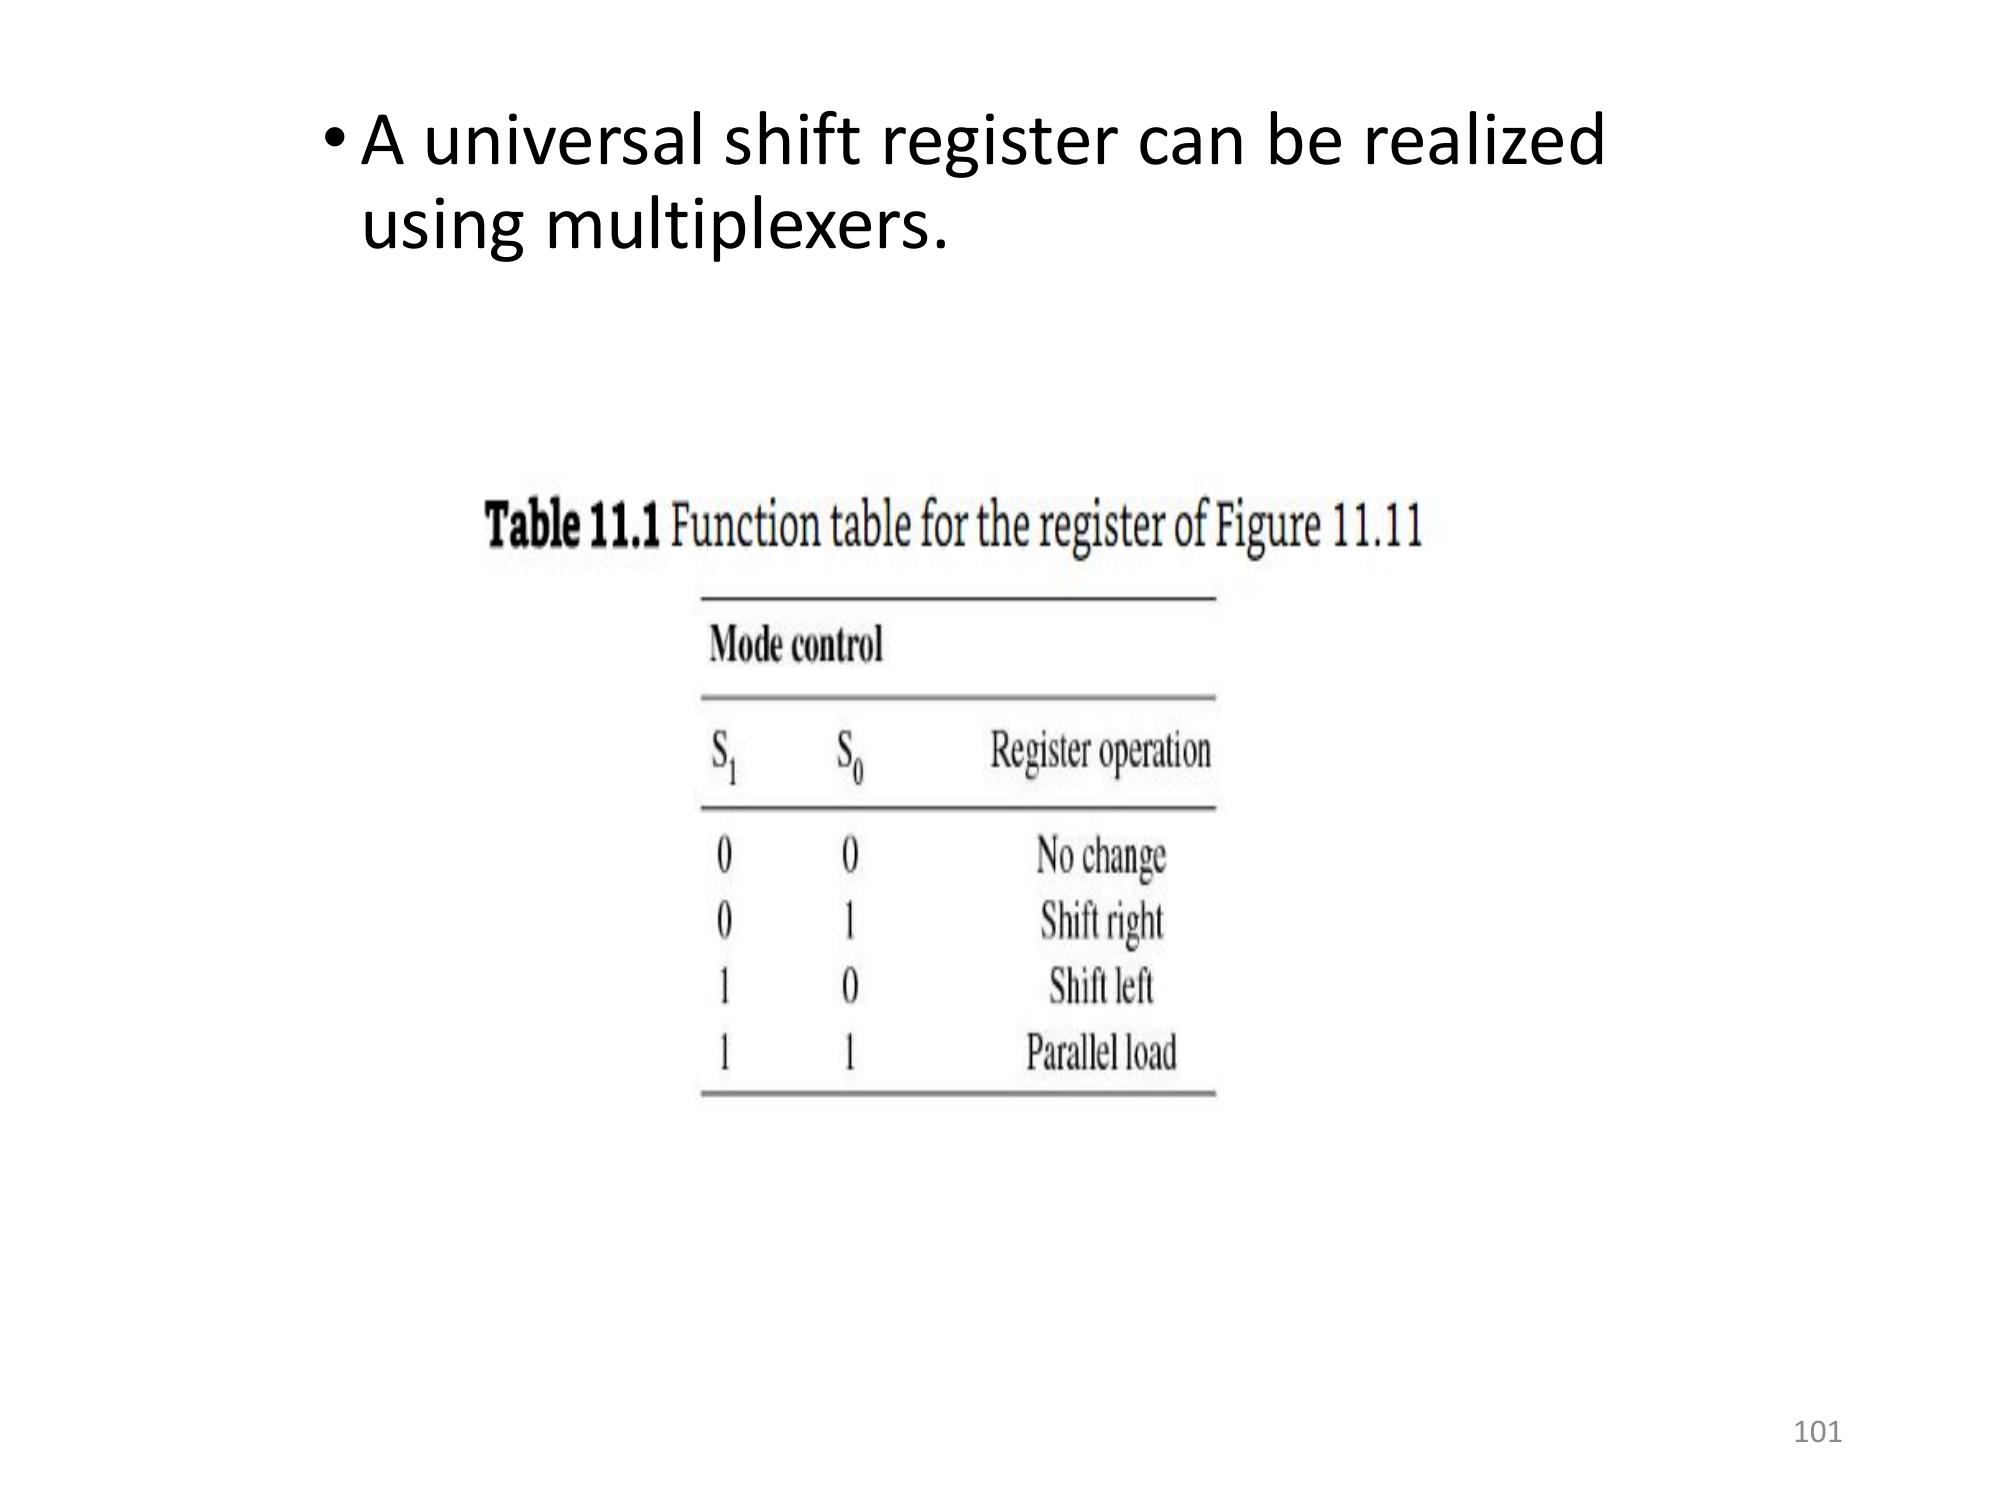 • A universal shift register can be realized
using multiplexers.
Table 11.1 Function table for the register of Figure 11.11
Mode control
S1 S0 Register operation
0 0 No change
0 1 Shift right
1 0 Shift left
1 1 Parallel load
101